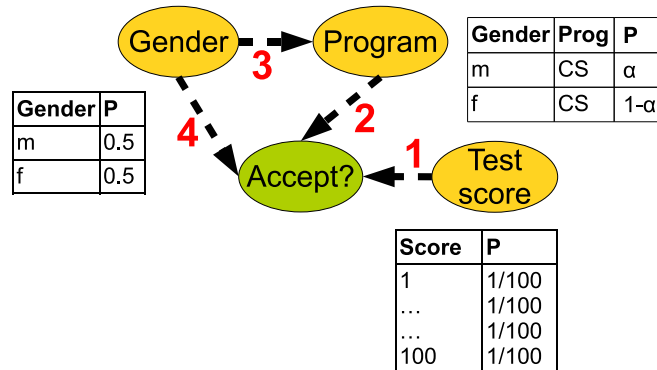 Gender
Program
3
Gender Prog P
m CS α
f CS 1-α
Gender P
m 0.5
f 0.5
4
2
1
Accept?
Test
score
Score P
1 1/100
... 1/100
... 1/100
100 1/100